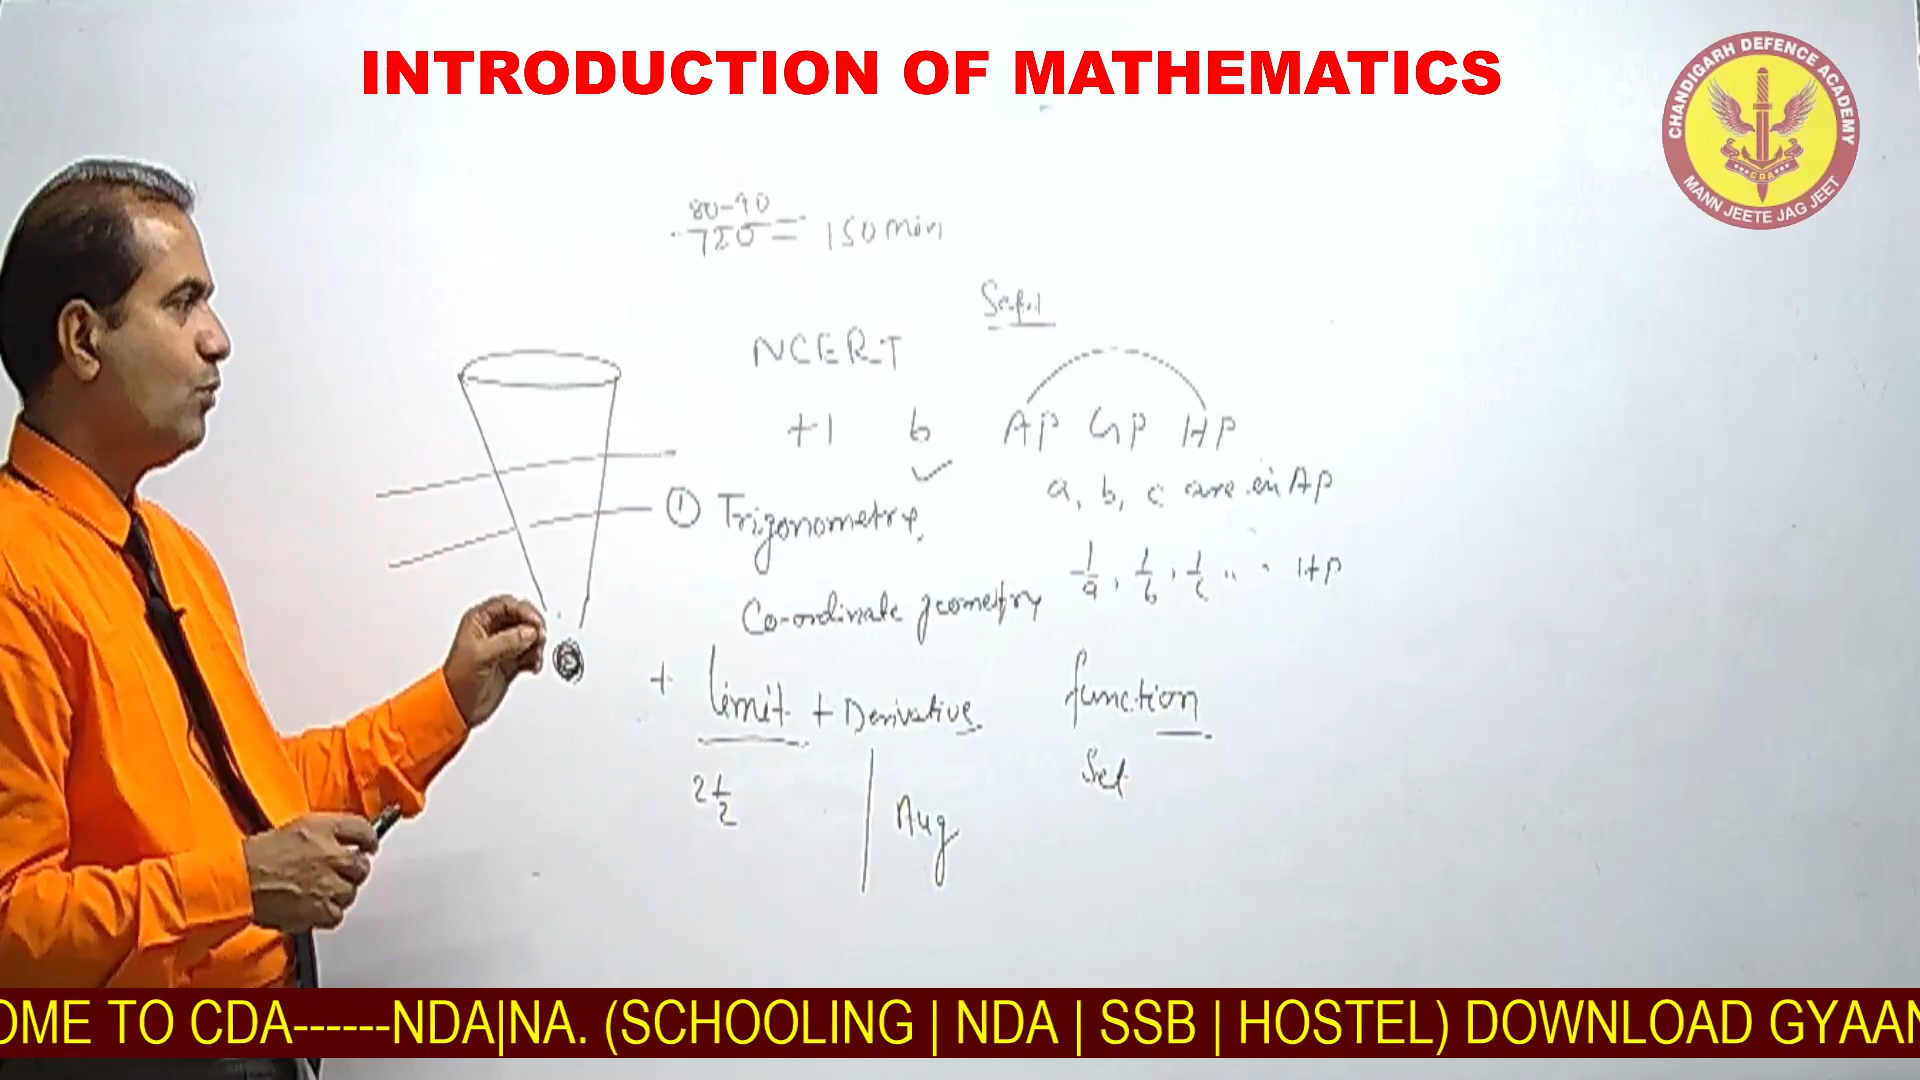 INTRODUCTION OF MATHEMATICS
CHANDIGARH DEFENCE ACADEMY
CDA
MANN JEETE JAG JEET
80-90
720 = 150 min
NCERT
+1 6 AP GP HP
a, b, c are in AP
① Trigonometry,
1/a, 1/b, 1/c .. . HP
Co-ordinate geometry
+ limit + Derivative function
Set
2 1/2 Aug
OME TO CDA------NDA|NA. (SCHOOLING | NDA | SSB | HOSTEL) DOWNLOAD GYAAN